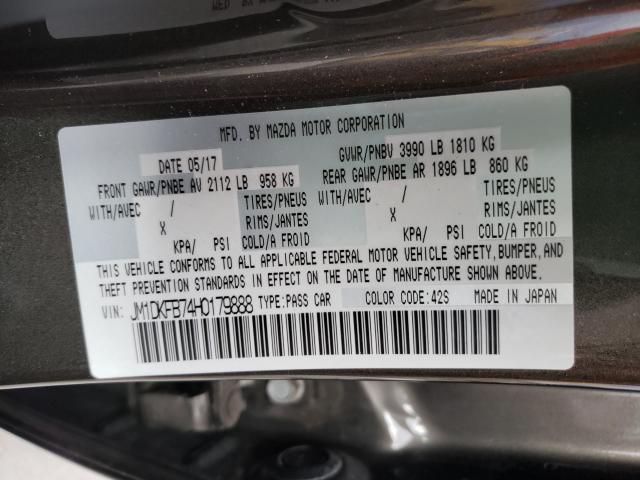 MFD. BY MAZDA MOTOR CORPORATION
DATE 05/17 GVWR/PNBV 3990 LB 1810 KG
FRONT GAWR/PNBE AV 2112 LB 958 KG REAR GAWR/PNBE AR 1896 LB 860 KG
WITH/AVEC / TIRES/PNEUS WITH/AVEC / TIRES/PNEUS
X RIMS/JANTES X RIMS/JANTES
KPA/ PSI COLD/A FROID KPA/ PSI COLD/A FROID
THIS VEHICLE CONFORMS TO ALL APPLICABLE FEDERAL MOTOR VEHICLE SAFETY, BUMPER, AND
THEFT PREVENTION STANDARDS IN EFFECT ON THE DATE OF MANUFACTURE SHOWN ABOVE.
VIN: JM1DKFB74H0179888 TYPE: PASS CAR COLOR CODE: 42S MADE IN JAPAN